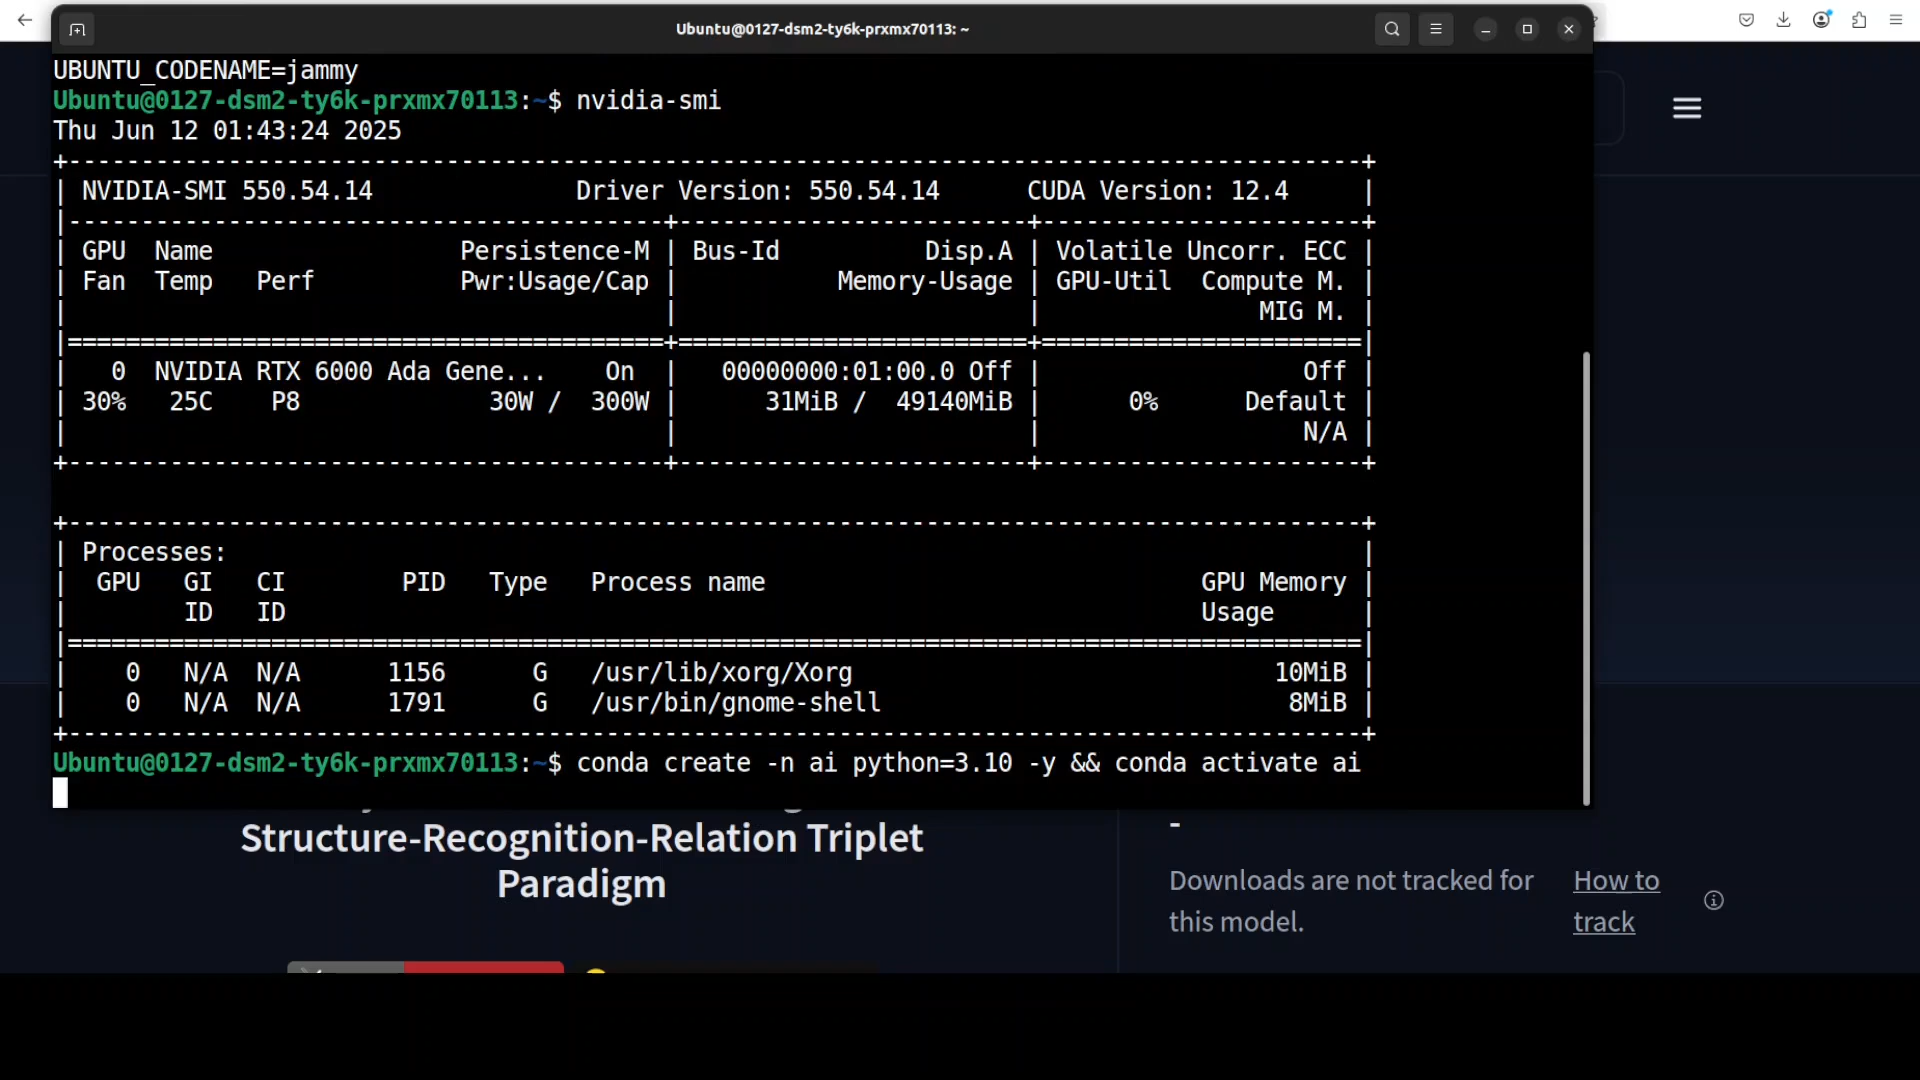 Ubuntu@0127-dsm2-ty6k-prxmx70113: ~
UBUNTU_CODENAME=jammy
Ubuntu@0127-dsm2-ty6k-prxmx70113:~$ nvidia-smi
Thu Jun 12 01:43:24 2025
+-----------------------------------------------------------------------------------------+
| NVIDIA-SMI 550.54.14              Driver Version: 550.54.14      CUDA Version: 12.4     |
|-----------------------------------------+------------------------+----------------------+
| GPU  Name                 Persistence-M | Bus-Id          Disp.A | Volatile Uncorr. ECC |
| Fan  Temp   Perf          Pwr:Usage/Cap |           Memory-Usage | GPU-Util  Compute M. |
|                                         |                        |               MIG M. |
|=========================================+========================+======================|
|   0  NVIDIA RTX 6000 Ada Gene...    On  |   00000000:01:00.0 Off |                  Off |
| 30%   25C    P8             30W /  300W |      31MiB /  49140MiB |      0%      Default |
|                                         |                        |                  N/A |
+-----------------------------------------+------------------------+----------------------+
+-----------------------------------------------------------------------------------------+
| Processes:                                                                              |
|  GPU   GI   CI        PID   Type   Process name                              GPU Memory |
|        ID   ID                                                               Usage      |
|=========================================================================================|
|    0   N/A  N/A      1156      G   /usr/lib/xorg/Xorg                             10MiB |
|    0   N/A  N/A      1791      G   /usr/bin/gnome-shell                            8MiB |
+-----------------------------------------------------------------------------------------+
Ubuntu@0127-dsm2-ty6k-prxmx70113:~$ conda create -n ai python=3.10 -y && conda activate ai
Structure-Recognition-Relation Triplet
Paradigm
-
Downloads are not tracked for
this model.
How to
track